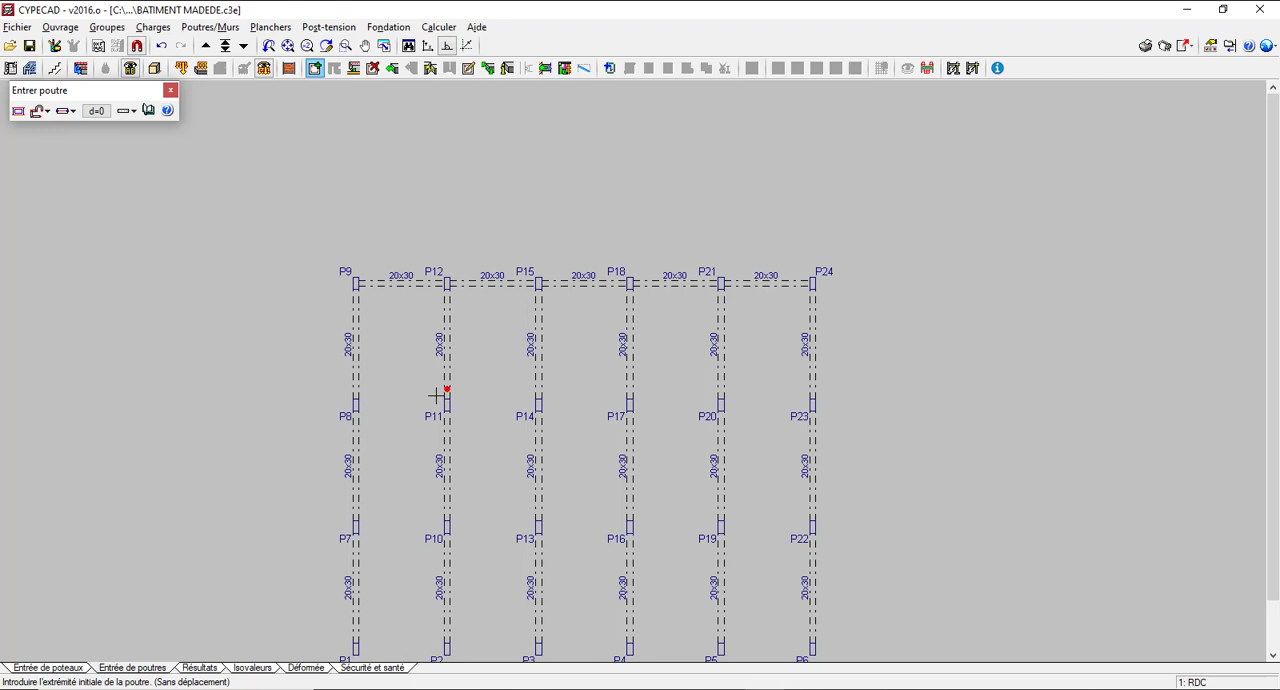 CYPECAD - v2016.o - [C:\...\BATIMENT MADEDE.c3e]
Fichier Ouvrage Groupes Charges Poutres/Murs Planchers Post-tension Fondation Calculer Aide
Entrer poutre
d=0
P9 P12 P15 P18 P21 P24
20x30 20x30 20x30 20x30 20x30
20x30 20x30 20x30 20x30 20x30 20x30
P8 P11 P14 P17 P20 P23
20x30 20x30 20x30 20x30 20x30 20x30
P7 P10 P13 P16 P19 P22
20x30 20x30 20x30 20x30 20x30 20x30
P1 P2 P3 P4 P5 P6
Entrée de poteaux Entrée de poutres Résultats Isovaleurs Déformée Sécurité et santé
Introduire l'extrémité initiale de la poutre. (Sans déplacement) 1: RDC